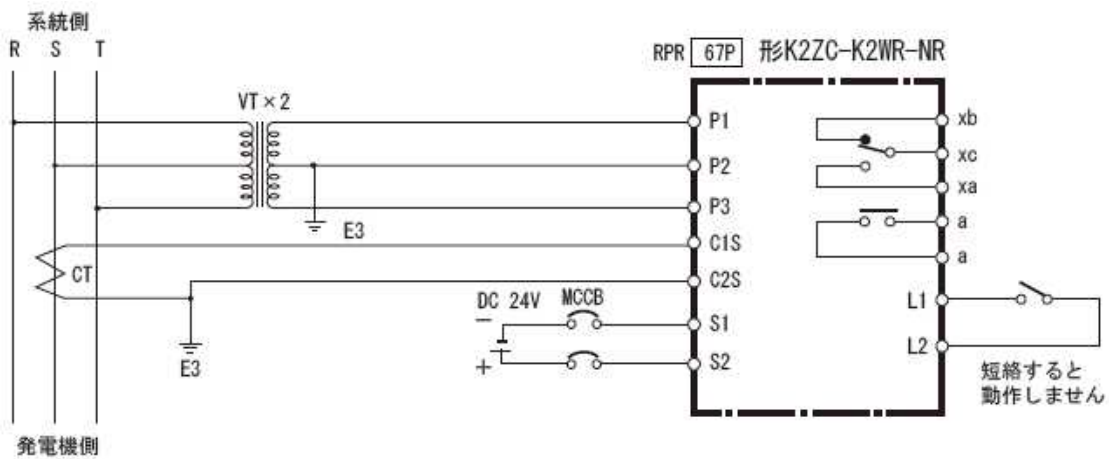 系統側
R S T
RPR 67P 形K2ZC-K2WR-NR
VT×2
P1
P2
P3
E3
C1S
CT
C2S
E3
DC 24V MCCB
−
+
S1
S2
xb
xc
xa
a
a
L1
L2
短絡すると
動作しません
発電機側